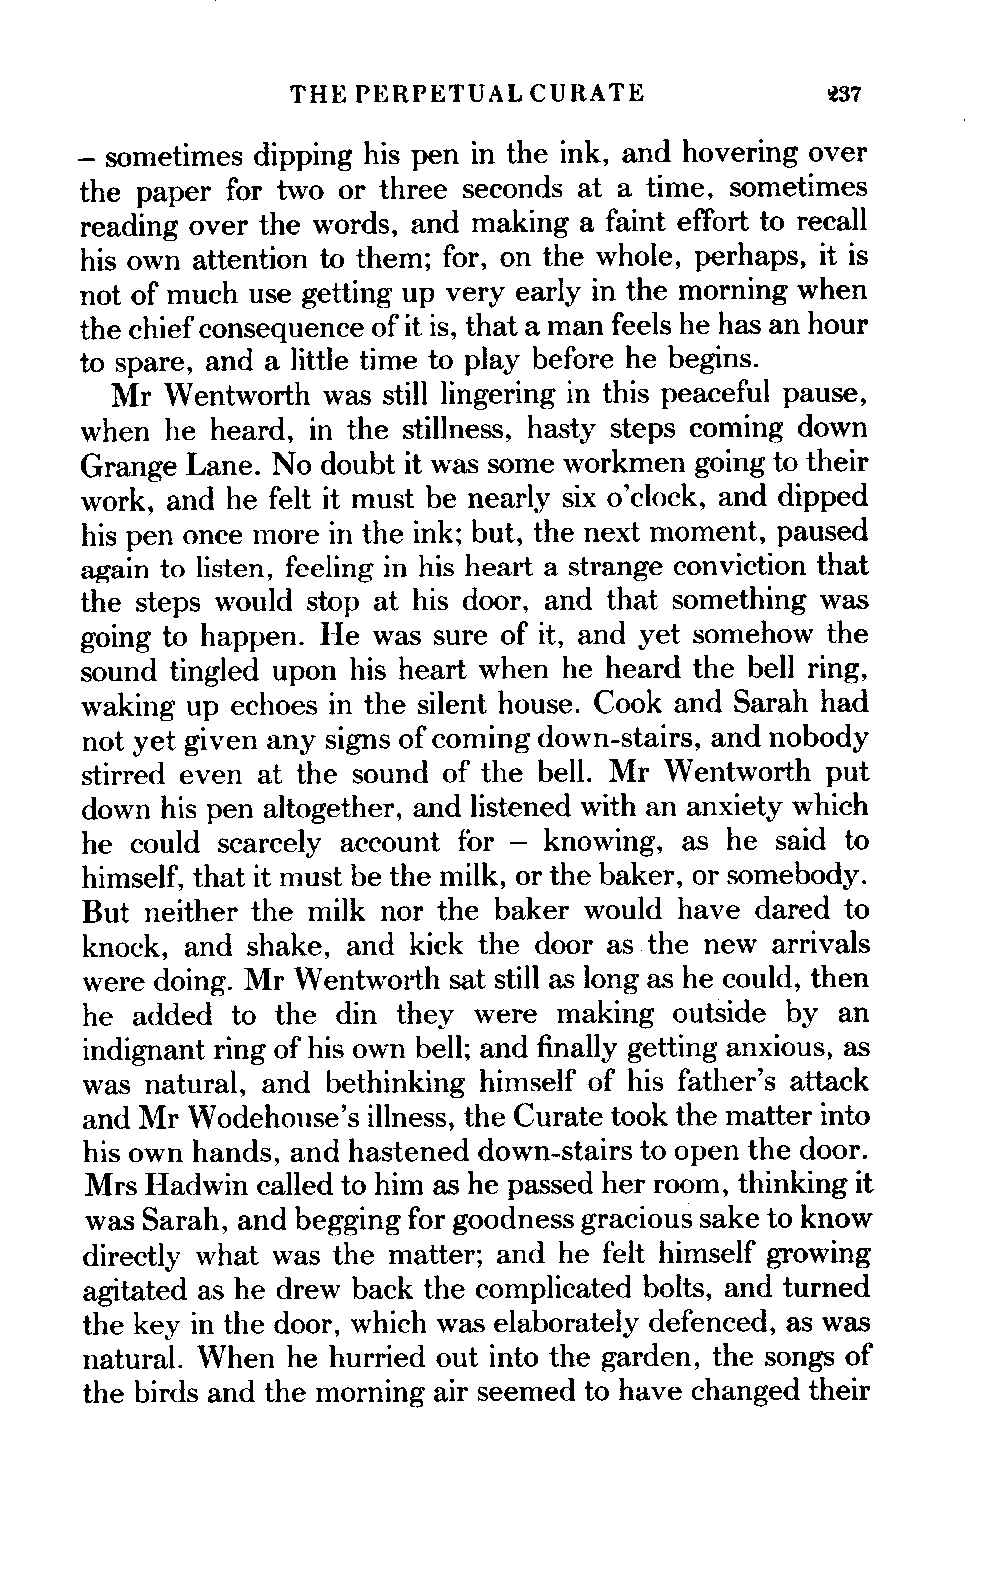 THE PERPETUAL CURATE 237
– sometimes dipping his pen in the ink, and hovering over
the paper for two or three seconds at a time, sometimes
reading over the words, and making a faint effort to recall
his own attention to them; for, on the whole, perhaps, it is
not of much use getting up very early in the morning when
the chief consequence of it is, that a man feels he has an hour
to spare, and a little time to play before he begins.
Mr Wentworth was still lingering in this peaceful pause,
when he heard, in the stillness, hasty steps coming down
Grange Lane. No doubt it was some workmen going to their
work, and he felt it must be nearly six o'clock, and dipped
his pen once more in the ink; but, the next moment, paused
again to listen, feeling in his heart a strange conviction that
the steps would stop at his door, and that something was
going to happen. He was sure of it, and yet somehow the
sound tingled upon his heart when he heard the bell ring,
waking up echoes in the silent house. Cook and Sarah had
not yet given any signs of coming down-stairs, and nobody
stirred even at the sound of the bell. Mr Wentworth put
down his pen altogether, and listened with an anxiety which
he could scarcely account for – knowing, as he said to
himself, that it must be the milk, or the baker, or somebody.
But neither the milk nor the baker would have dared to
knock, and shake, and kick the door as the new arrivals
were doing. Mr Wentworth sat still as long as he could, then
he added to the din they were making outside by an
indignant ring of his own bell; and finally getting anxious, as
was natural, and bethinking himself of his father's attack
and Mr Wodehouse's illness, the Curate took the matter into
his own hands, and hastened down-stairs to open the door.
Mrs Hadwin called to him as he passed her room, thinking it
was Sarah, and begging for goodness gracious sake to know
directly what was the matter; and he felt himself growing
agitated as he drew back the complicated bolts, and turned
the key in the door, which was elaborately defenced, as was
natural. When he hurried out into the garden, the songs of
the birds and the morning air seemed to have changed their